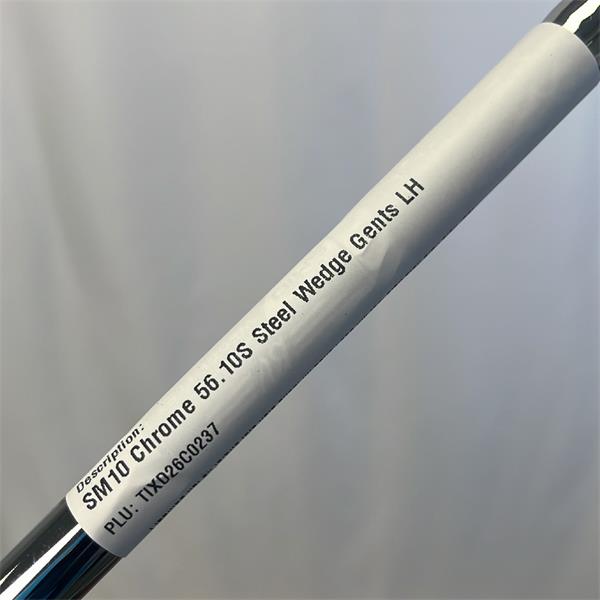 Description:
SM10 Chrome 56.10S Steel Wedge Gents LH
PLU: TIXD26C0237